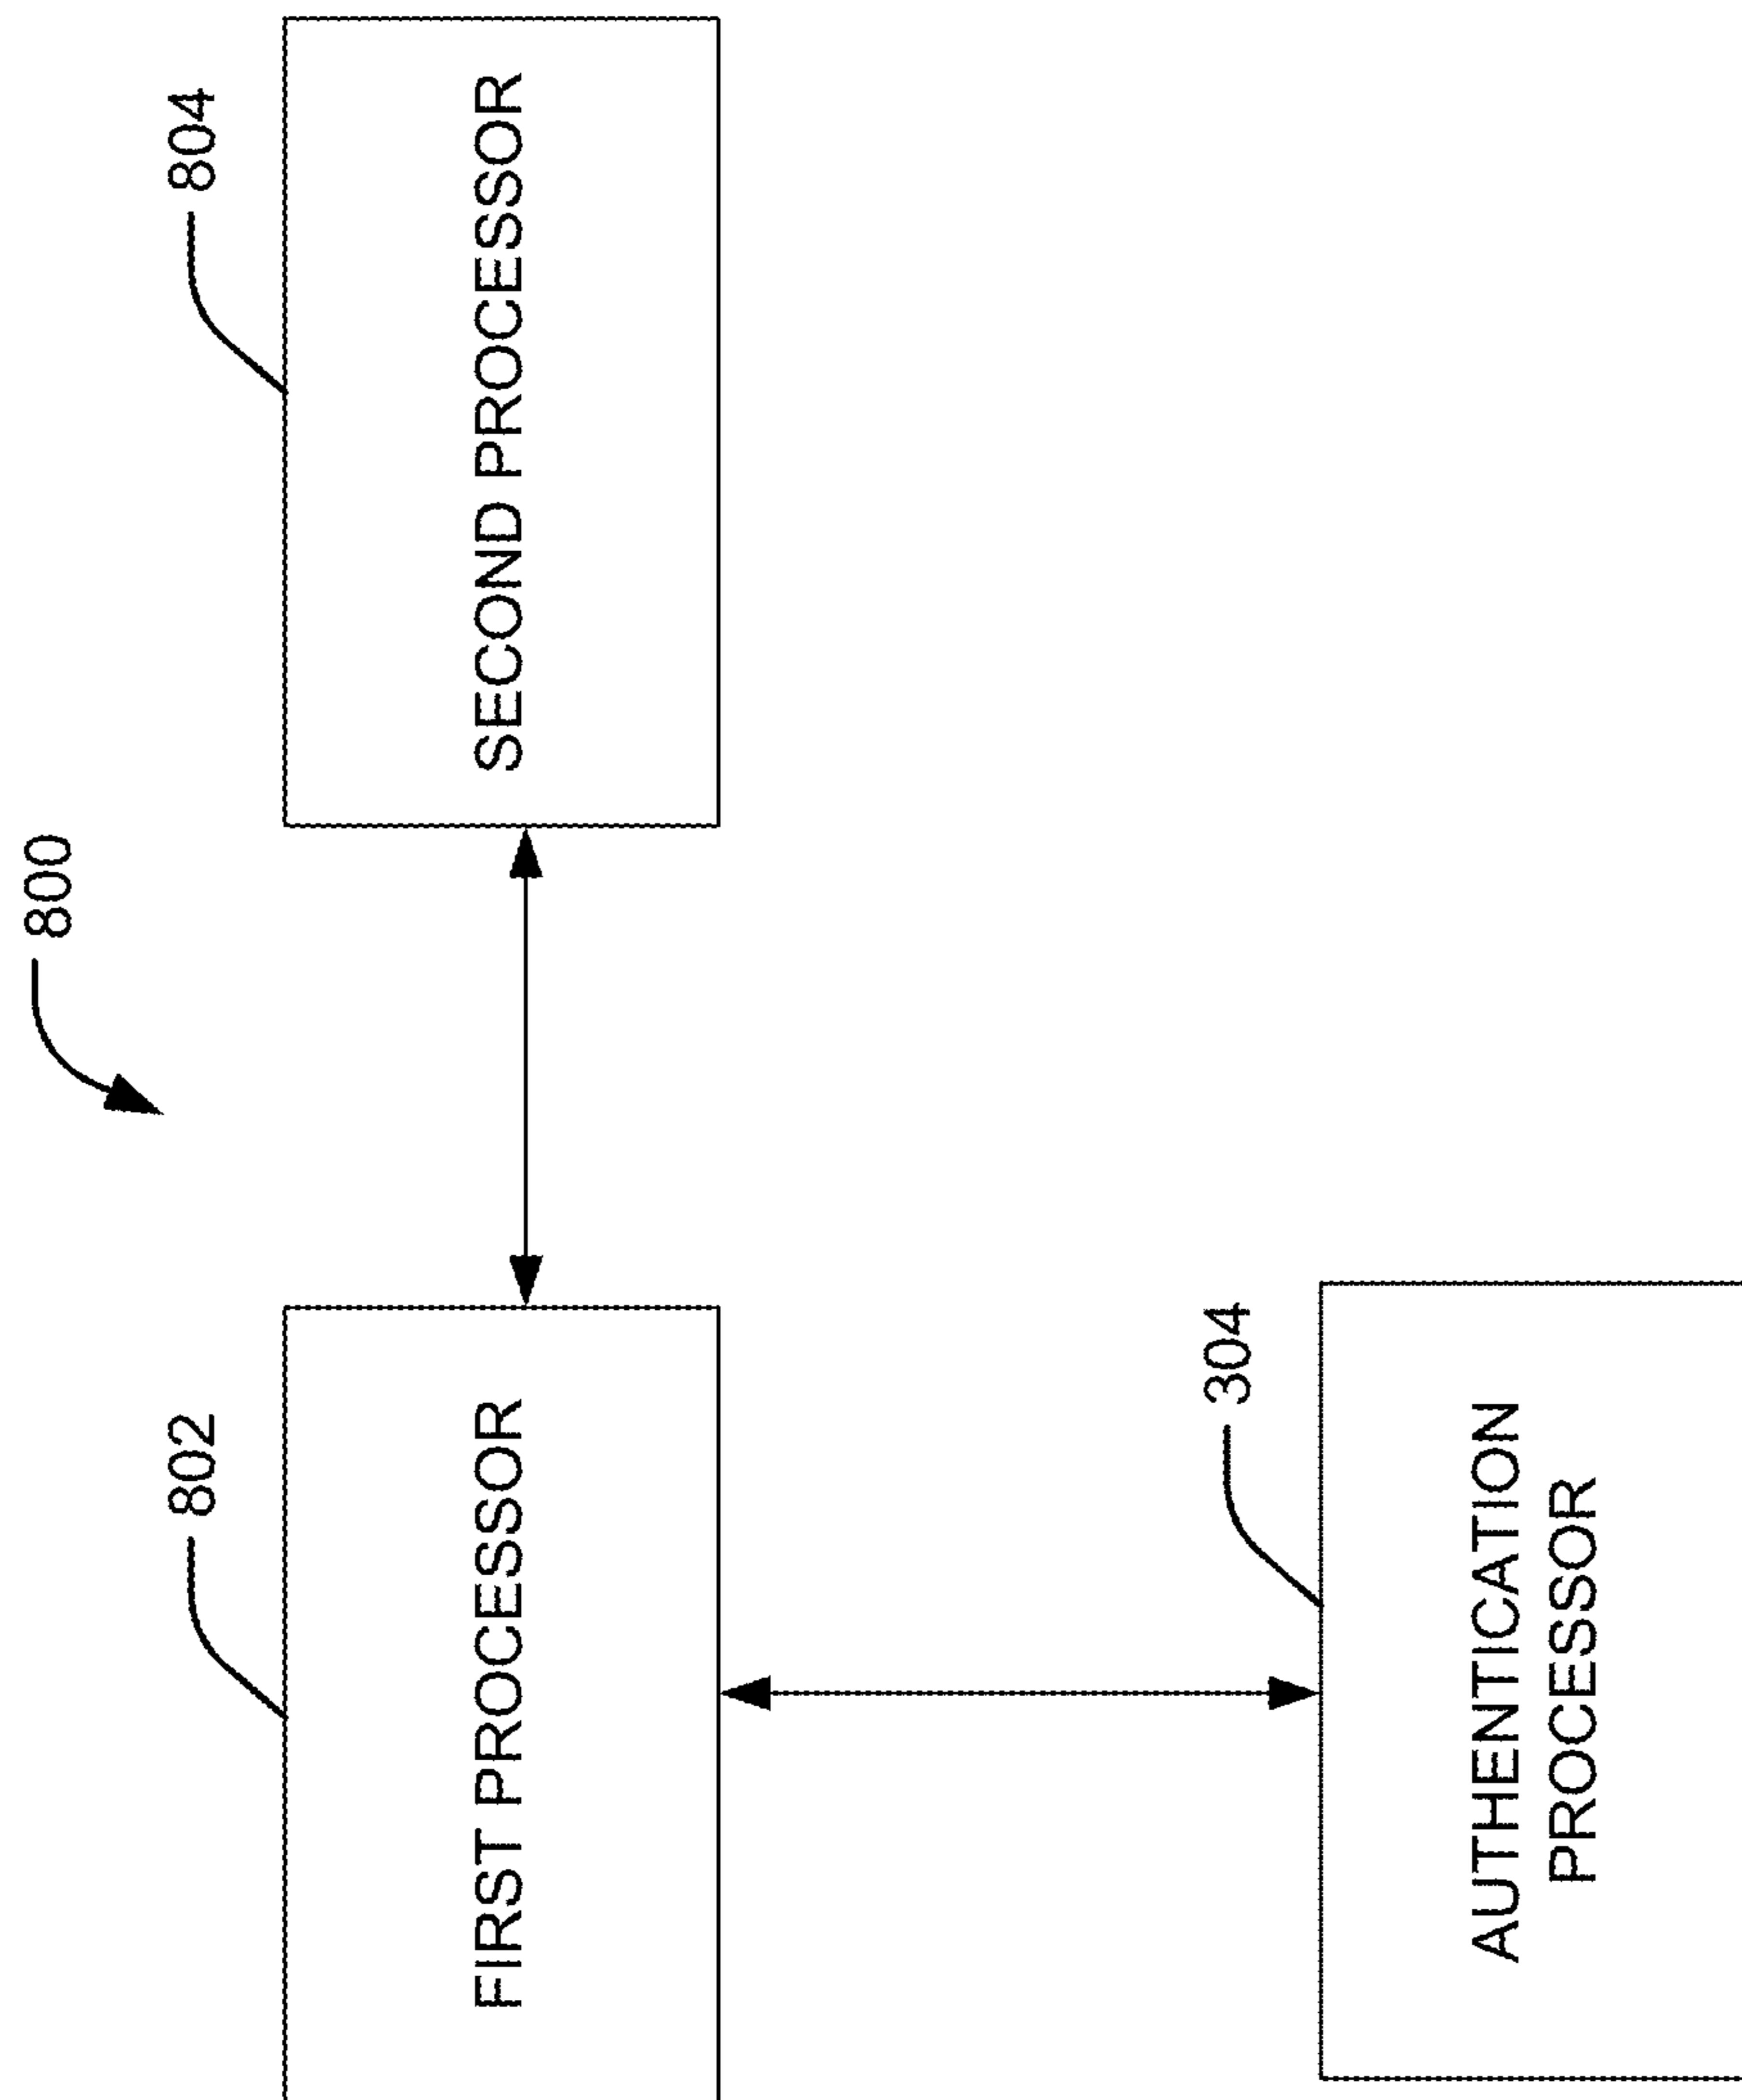 800
802
FIRST PROCESSOR
804
SECOND PROCESSOR
304
AUTHENTICATION
PROCESSOR